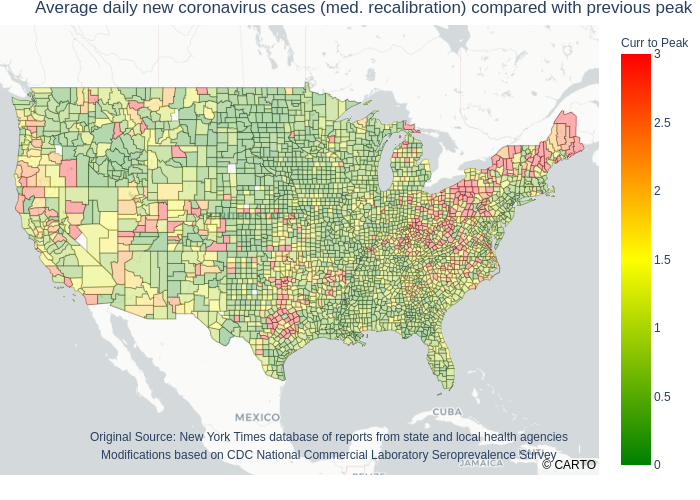 Average daily new coronavirus cases (med. recalibration) compared with previous peak
Curr to Peak
3
2.5
2
1.5
1
0.5
0
MEXICO
CUBA
Original Source: New York Times database of reports from state and local health agencies
Modifications based on CDC National Commercial Laboratory Seroprevalence Survey
JAMAICA
© CARTO
BELIZE